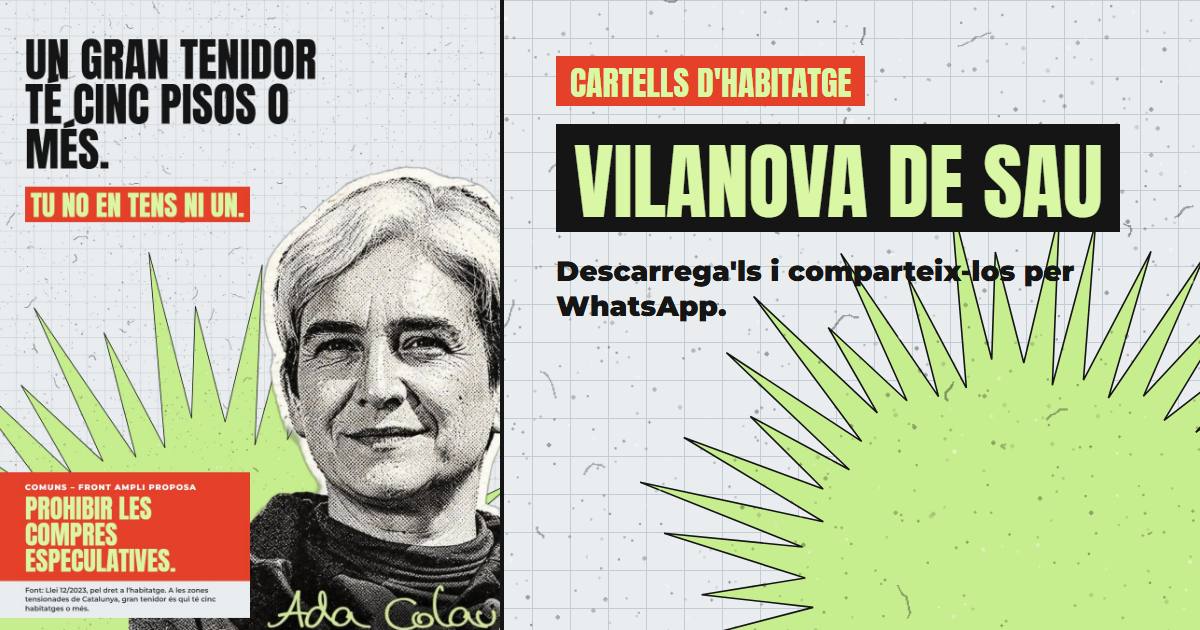 UN GRAN TENIDOR
TÉ CINC PISOS O
MÉS.
TU NO EN TENS NI UN.
COMUNS – FRONT AMPLI PROPOSA
PROHIBIR LES
COMPRES
ESPECULATIVES.
Font: Llei 12/2023, pel dret a l'habitatge. A les zones
tensionades de Catalunya, gran tenidor és qui té cinc
habitatges o més.
Ada Colau
CARTELLS D'HABITATGE
VILANOVA DE SAU
Descarrega'ls i comparteix-los per
WhatsApp.